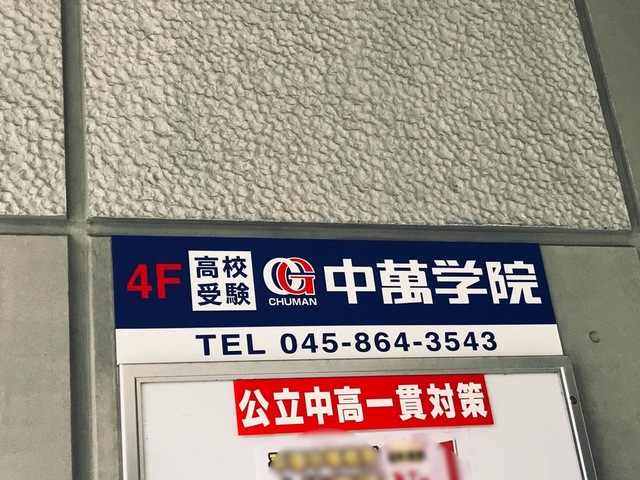 4F 高校受験 CG CHUMAN 中萬学院
TEL 045-864-3543
公立中高一貫対策